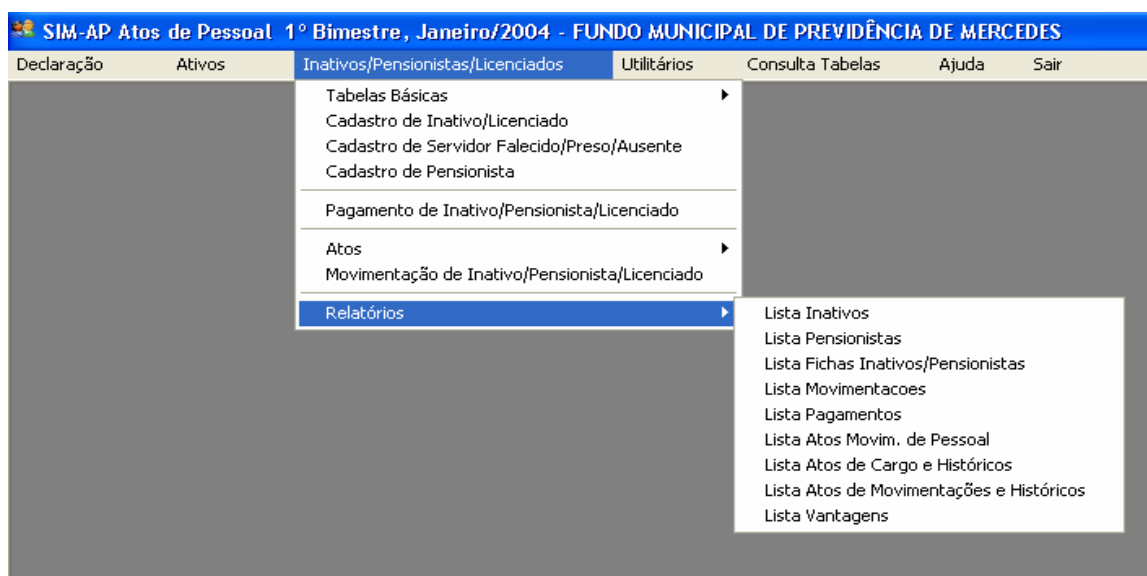 SIM-AP Atos de Pessoal 1º Bimestre, Janeiro/2004 - FUNDO MUNICIPAL DE PREVIDÊNCIA DE MERCEDES
Declaração Ativos Inativos/Pensionistas/Licenciados Utilitários Consulta Tabelas Ajuda Sair
Tabelas Básicas
Cadastro de Inativo/Licenciado
Cadastro de Servidor Falecido/Preso/Ausente
Cadastro de Pensionista
Pagamento de Inativo/Pensionista/Licenciado
Atos
Movimentação de Inativo/Pensionista/Licenciado
Relatórios
Lista Inativos
Lista Pensionistas
Lista Fichas Inativos/Pensionistas
Lista Movimentacoes
Lista Pagamentos
Lista Atos Movim. de Pessoal
Lista Atos de Cargo e Históricos
Lista Atos de Movimentações e Históricos
Lista Vantagens